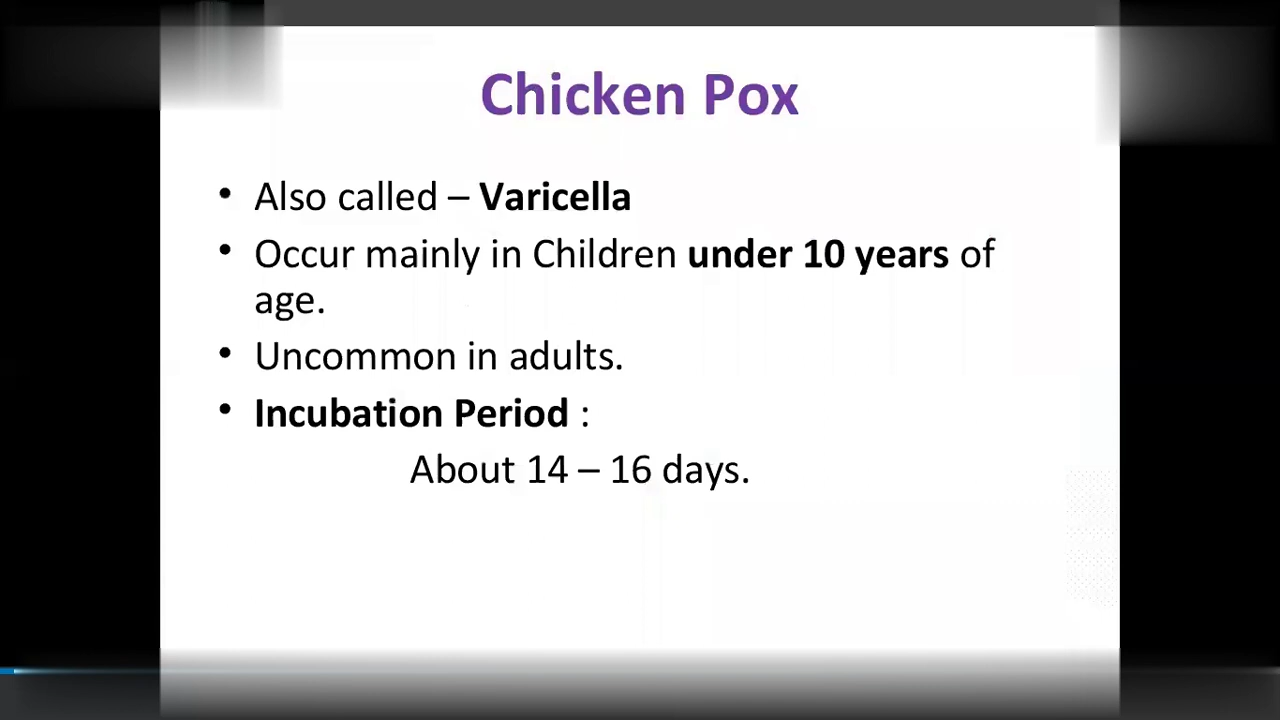 Chicken Pox
• Also called – Varicella
• Occur mainly in Children under 10 years of
age.
• Uncommon in adults.
• Incubation Period :
About 14 – 16 days.